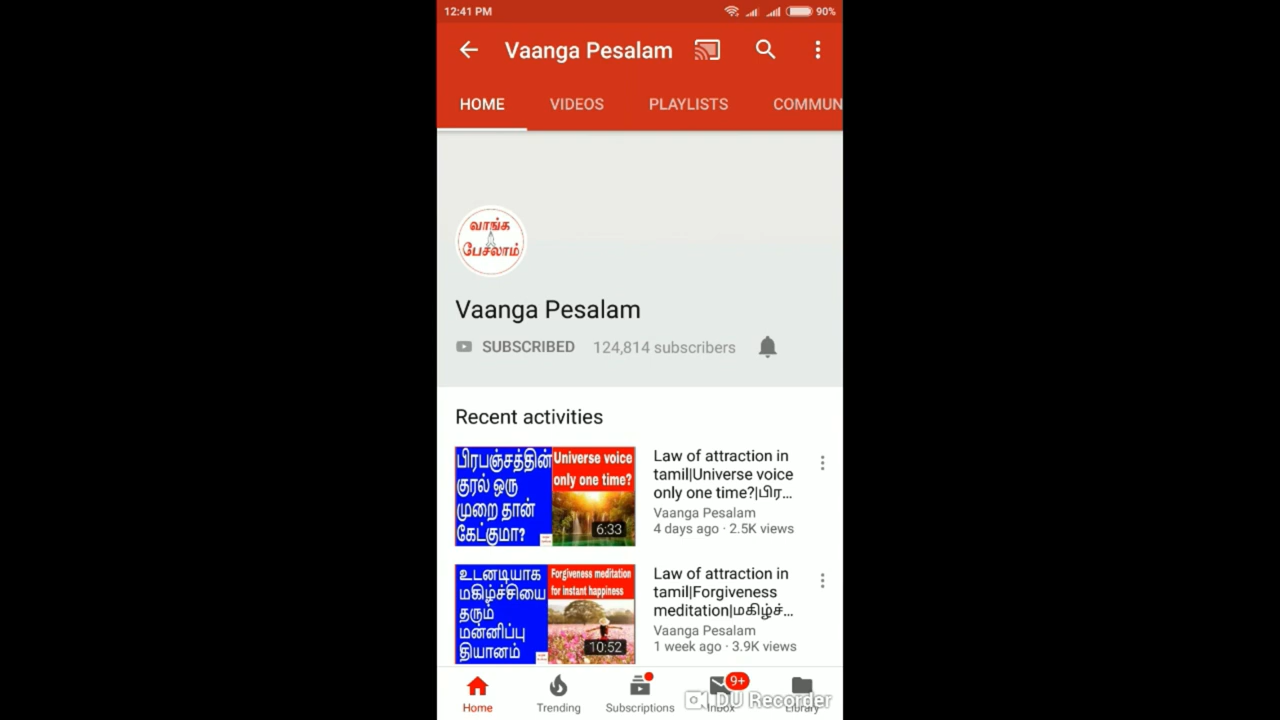 12:41 PM
90%
Vaanga Pesalam
HOME VIDEOS PLAYLISTS COMMUN
வாங்க
பேசலாம்
Vaanga Pesalam
SUBSCRIBED 124,814 subscribers
Recent activities
பிரபஞ்சத்தின்
குரல் ஒரு
முறை தான்
கேட்குமா?
Universe voice
only one time?
6:33
Law of attraction in
tamil|Universe voice
only one time?|பிர...
Vaanga Pesalam
4 days ago · 2.5K views
உடனடியாக
மகிழ்ச்சியை
தரும்
மன்னிப்பு
தியானம்
Forgiveness meditation
for instant happiness
10:52
Law of attraction in
tamil|Forgiveness
meditation|மகிழ்ச்...
Vaanga Pesalam
1 week ago · 3.9K views
9+
Home Trending Subscriptions Inbox Library
DU Recorder